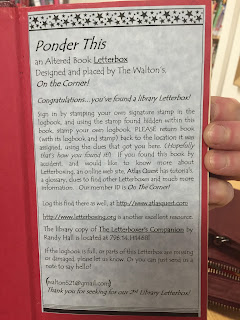 Ponder This
an Altered Book Letterbox
Designed and placed by The Walton's,
On the Corner!
Congratulations... you've found a library Letterbox!
Sign in by stamping your own signature stamp in the
logbook, and using the stamp found hidden within this
book, stamp your own logbook. PLEASE return book
(with its logbook and stamp) back to the location it was
assigned, using the clues that got you here. (Hopefully
that's how you found it!) If you found this book by
accident, and would like to know more about
Letterboxing, an online web site, Atlas Quest has tutorials,
a glossary, clues to find other Letterboxes and much more
information. Our member ID is On The Corner!
Log this find there as well, at http://www.atlasquest.com
http://www.letterboxing.org is another excellent resource.
The library copy of The Letterboxer's Companion by
Randy Hall is located at 796.14
If the logbook is full, or parts of this Letterbox are missing
or damaged, please let us know. Or you can just send in a
note to say hello!
(walton521@gmail.com)
Thank you for seeking for our 2nd Library Letterbox!